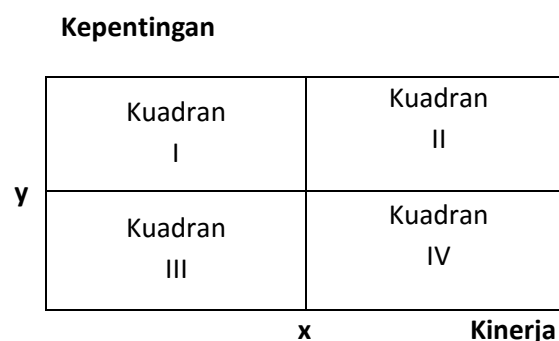 Kepentingan
Kuadran
I
Kuadran
II
y
Kuadran
III
Kuadran
IV
x
Kinerja